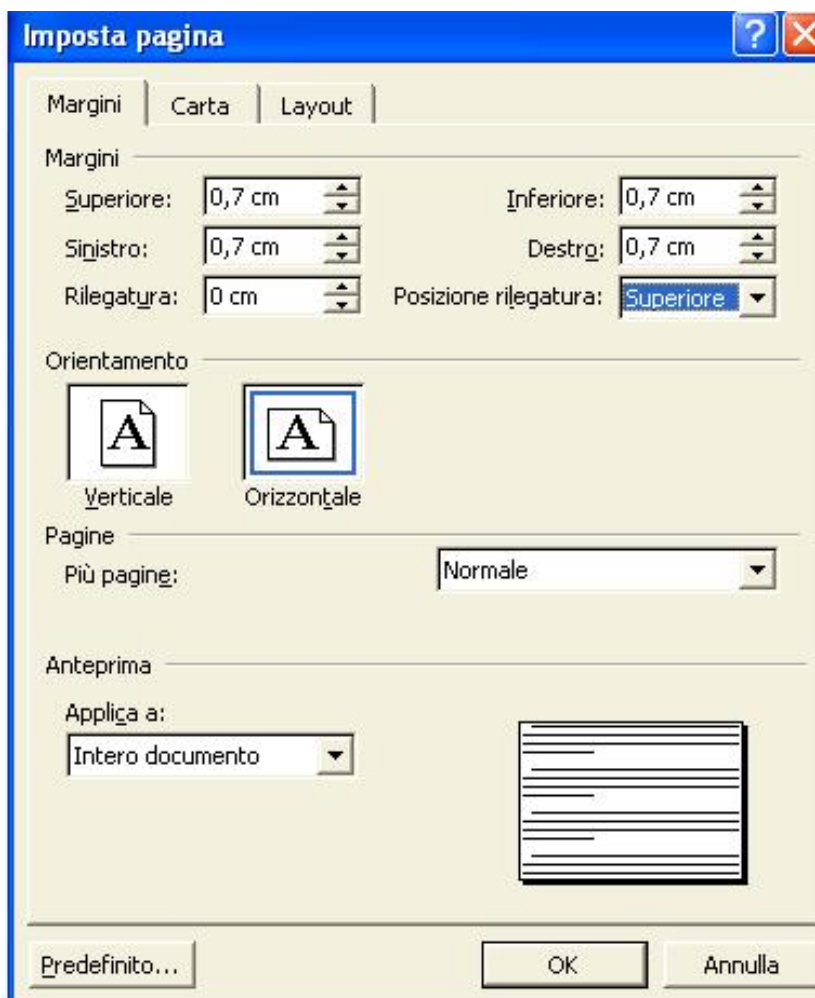 Imposta pagina
Margini Carta Layout
Margini
Superiore: 0,7 cm Inferiore: 0,7 cm
Sinistro: 0,7 cm Destro: 0,7 cm
Rilegatura: 0 cm Posizione rilegatura: Superiore
Orientamento
A A
Verticale Orizzontale
Pagine
Più pagine: Normale
Anteprima
Applica a:
Intero documento
Predefinito... OK Annulla